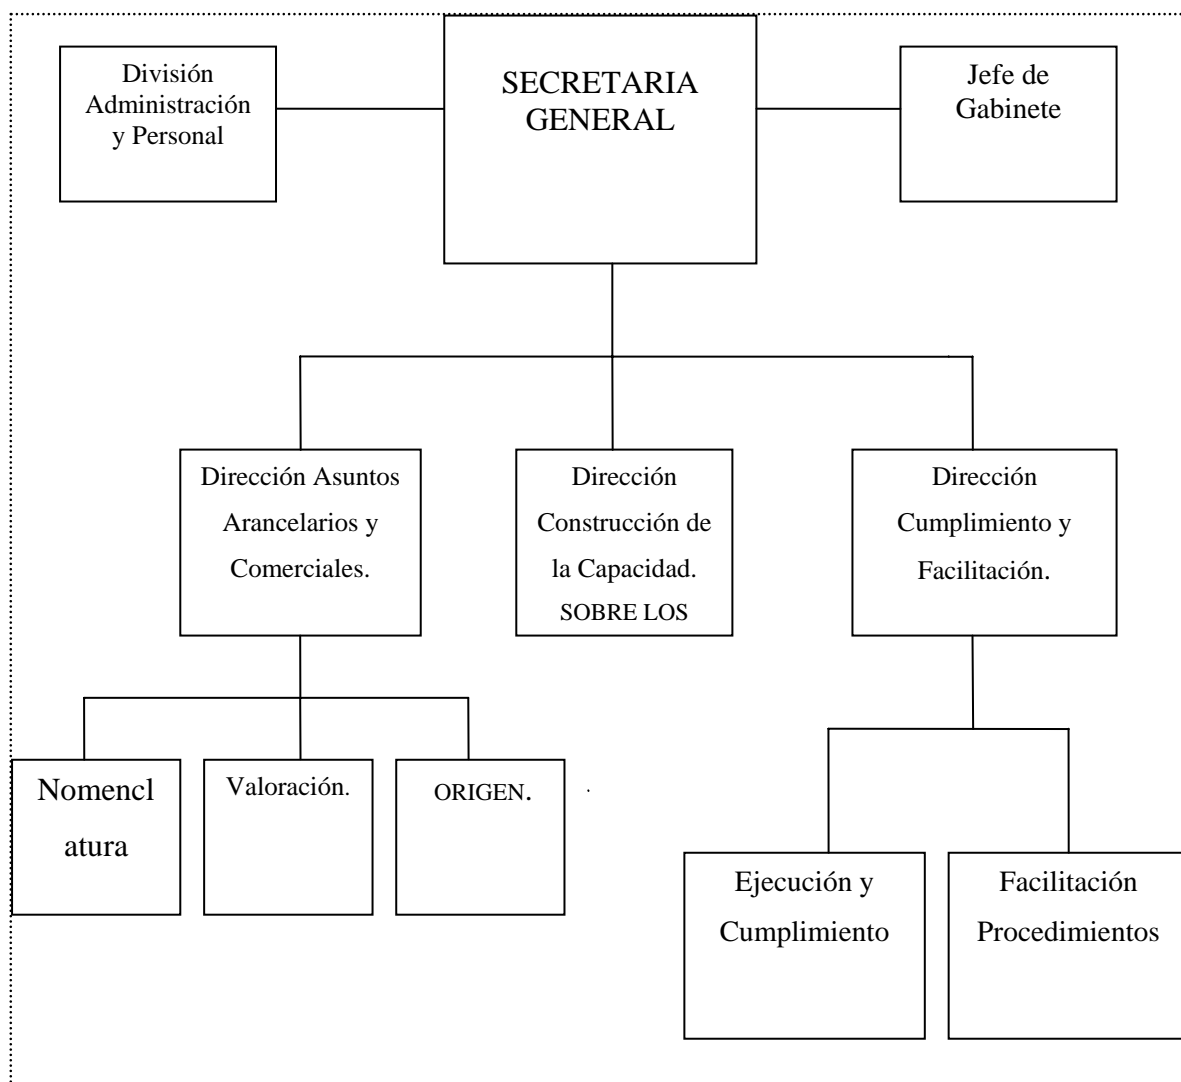 División
Administración
y Personal
SECRETARIA
GENERAL
Jefe de
Gabinete
Dirección Asuntos
Arancelarios y
Comerciales.
Dirección
Construcción de
la Capacidad.
SOBRE LOS
Dirección
Cumplimiento y
Facilitación.
Nomencl
atura
Valoración.
ORIGEN.
.
Ejecución y
Cumplimiento
Facilitación
Procedimientos